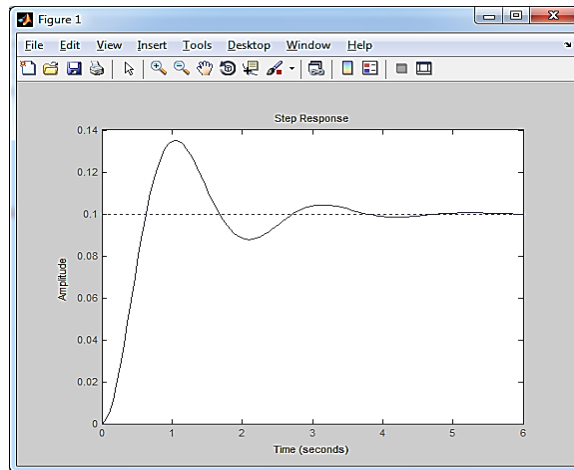 Figure 1
File Edit View Insert Tools Desktop Window Help
Step Response
0.14
0.12
0.1
0.08
0.06
0.04
0.02
0
Amplitude
0 1 2 3 4 5 6
Time (seconds)